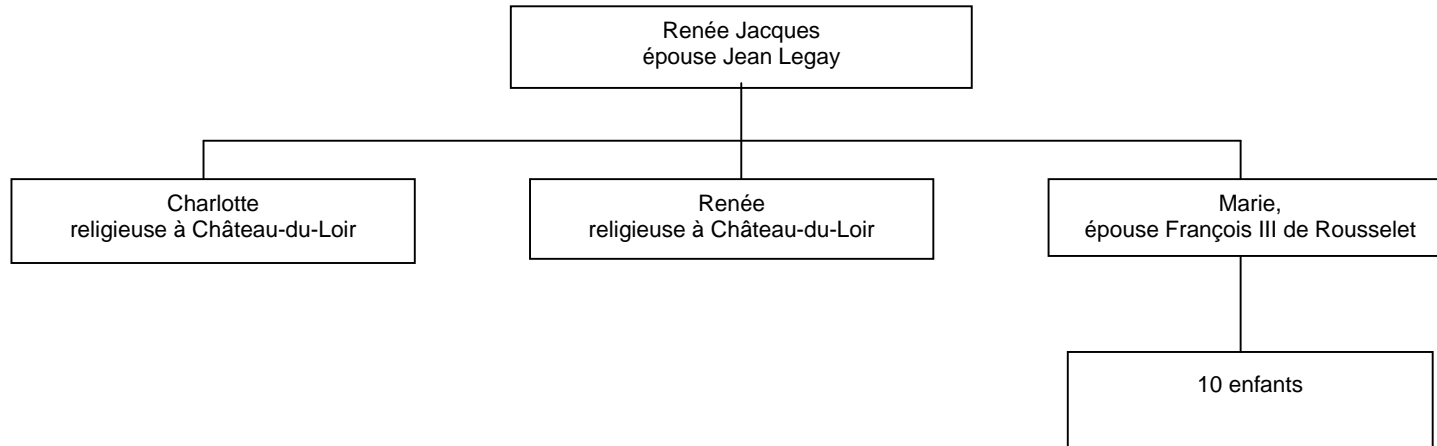 Renée Jacques
épouse Jean Legay
Charlotte
religieuse à Château-du-Loir
Renée
religieuse à Château-du-Loir
Marie,
épouse François III de Rousselet
10 enfants